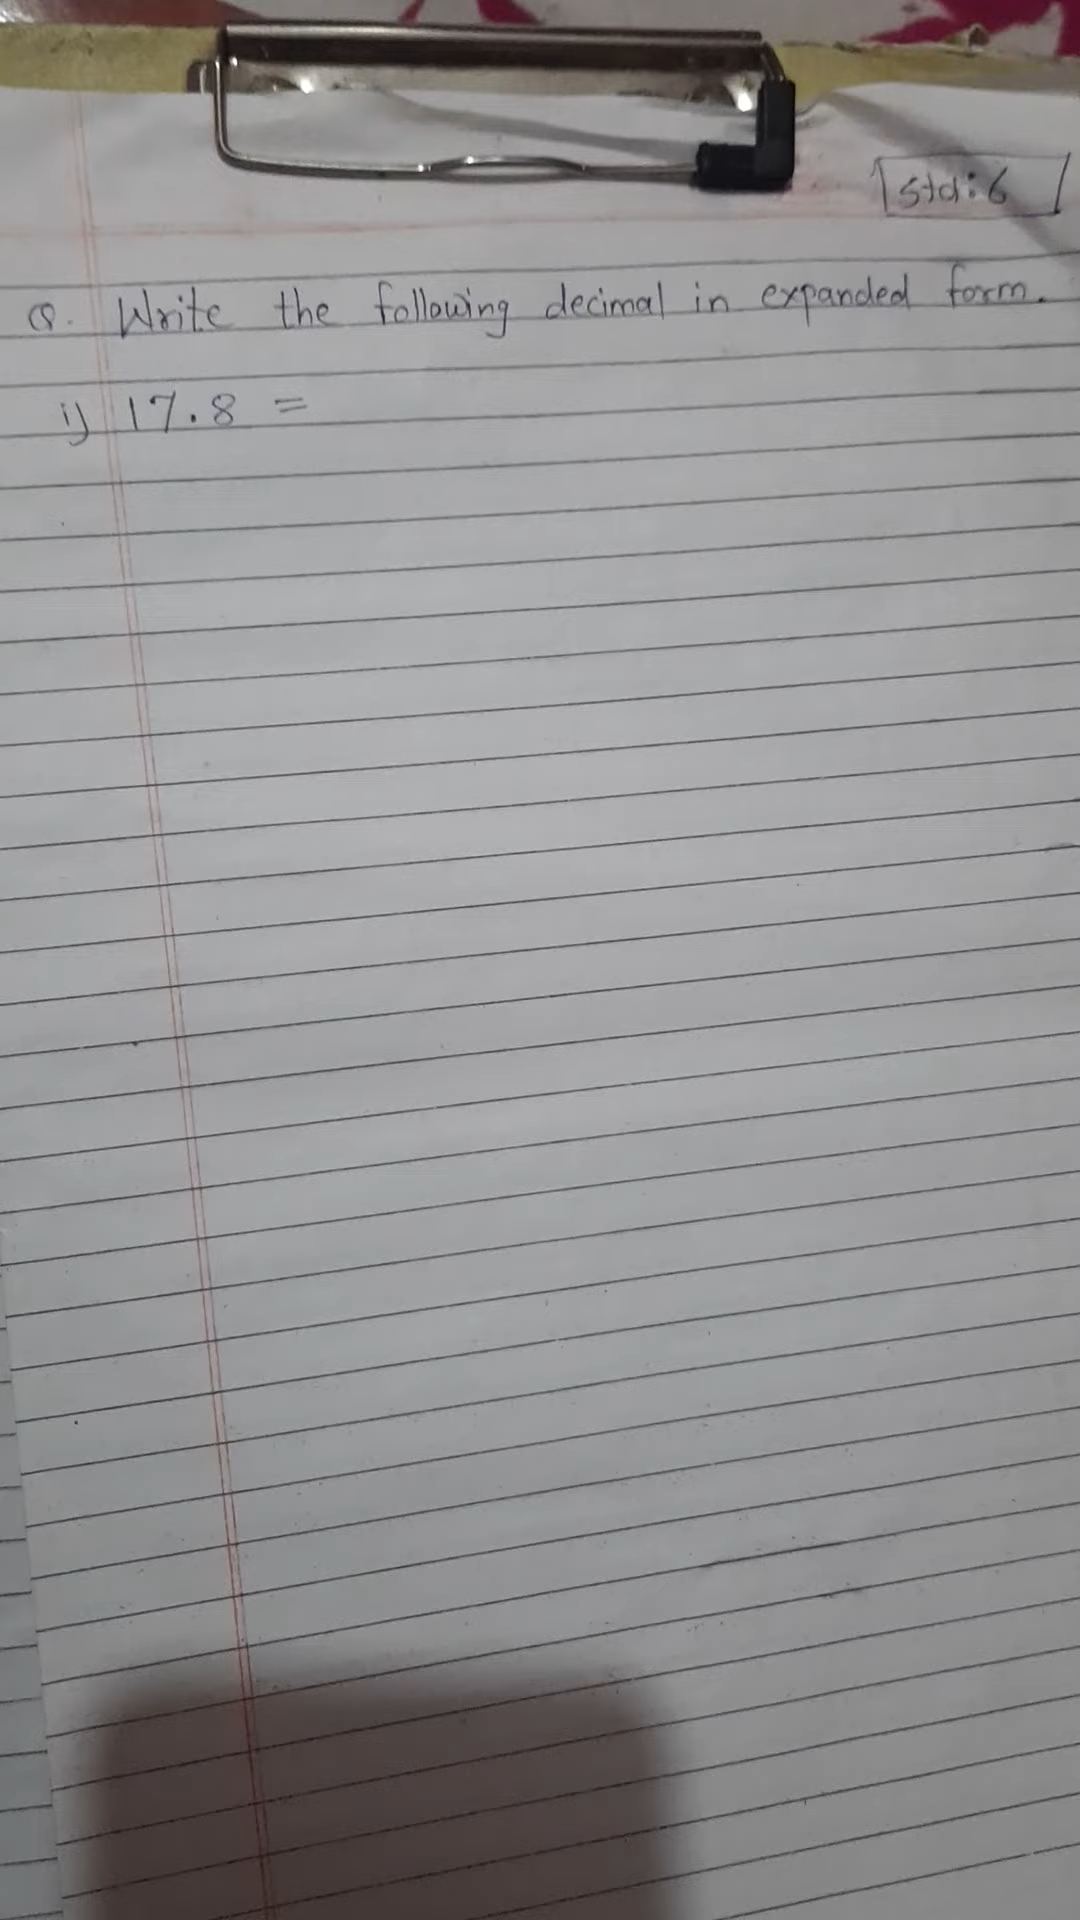 Std: 6
Q. Write the following decimal in expanded form.
i) 17.8 =